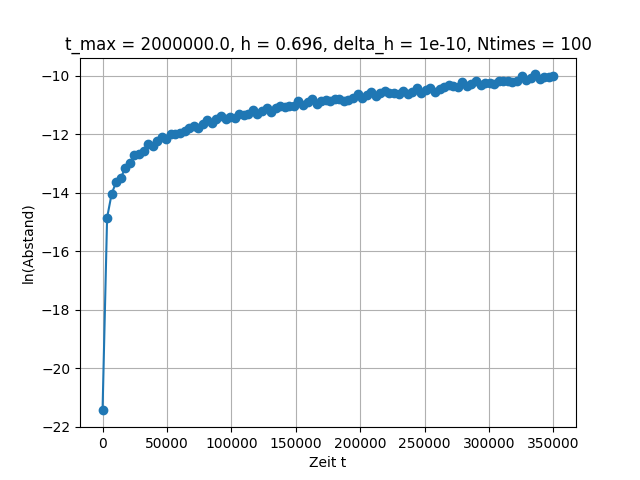 t_max = 2000000.0, h = 0.696, delta_h = 1e-10, Ntimes = 100
−10
−12
−14
−16
−18
−20
−22
ln(Abstand)
0 50000 100000 150000 200000 250000 300000 350000
Zeit t